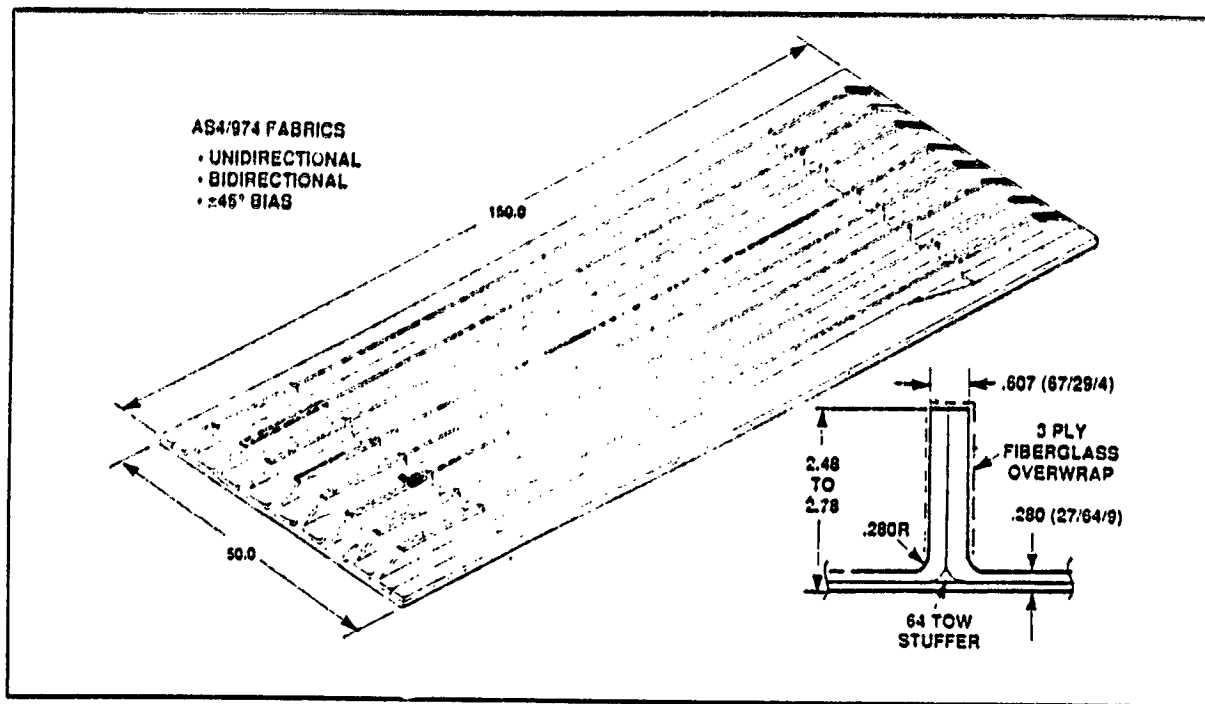 AS4/974 FABRICS
• UNIDIRECTIONAL
• BIDIRECTIONAL
• ±45° BIAS
150.0
50.0
.607 (67/29/4)
3 PLY
FIBERGLASS
OVERWRAP
2.48
TO
2.78
.280 (27/64/9)
.280R
64 TOW
STUFFER